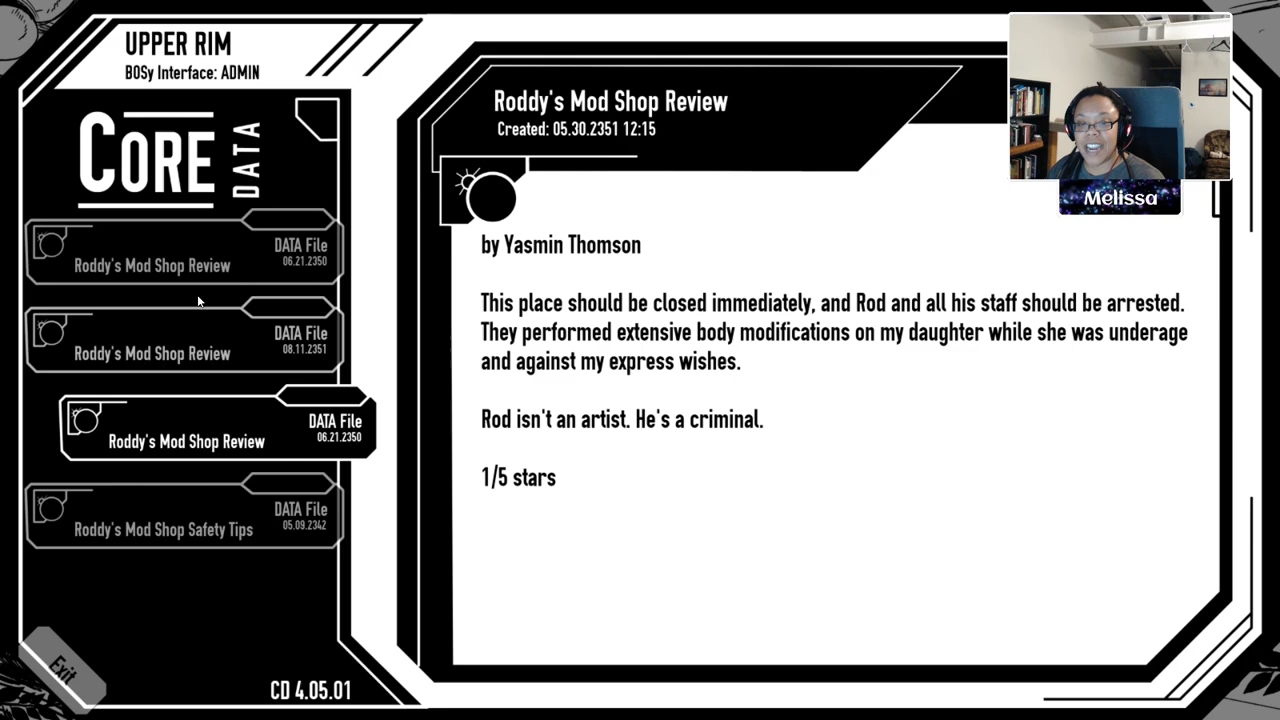 UPPER RIM
BOSy Interface: ADMIN
CORE
DATA
DATA File
06.21.2350
Roddy's Mod Shop Review
DATA File
08.11.2351
Roddy's Mod Shop Review
DATA File
06.21.2350
Roddy's Mod Shop Review
DATA File
05.09.2342
Roddy's Mod Shop Safety Tips
Exit
CD 4.05.01
Roddy's Mod Shop Review
Created: 05.30.2351 12:15
by Yasmin Thomson
This place should be closed immediately, and Rod and all his staff should be arrested.
They performed extensive body modifications on my daughter while she was underage
and against my express wishes.
Rod isn't an artist. He's a criminal.
1/5 stars
Melissa